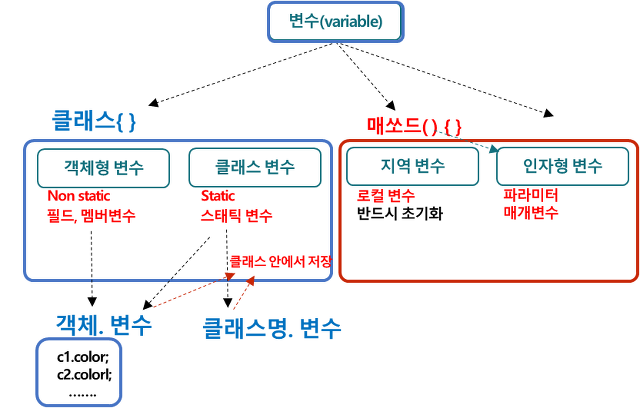 변수(variable)
클래스{ }
매쏘드( ) { }
객체형 변수
클래스 변수
지역 변수
인자형 변수
Non static
필드, 멤버변수
Static
스태틱 변수
로컬 변수
반드시 초기화
파라미터
매개변수
클래스 안에서 저장
객체. 변수
클래스명. 변수
c1.color;
c2.colorl;
.......